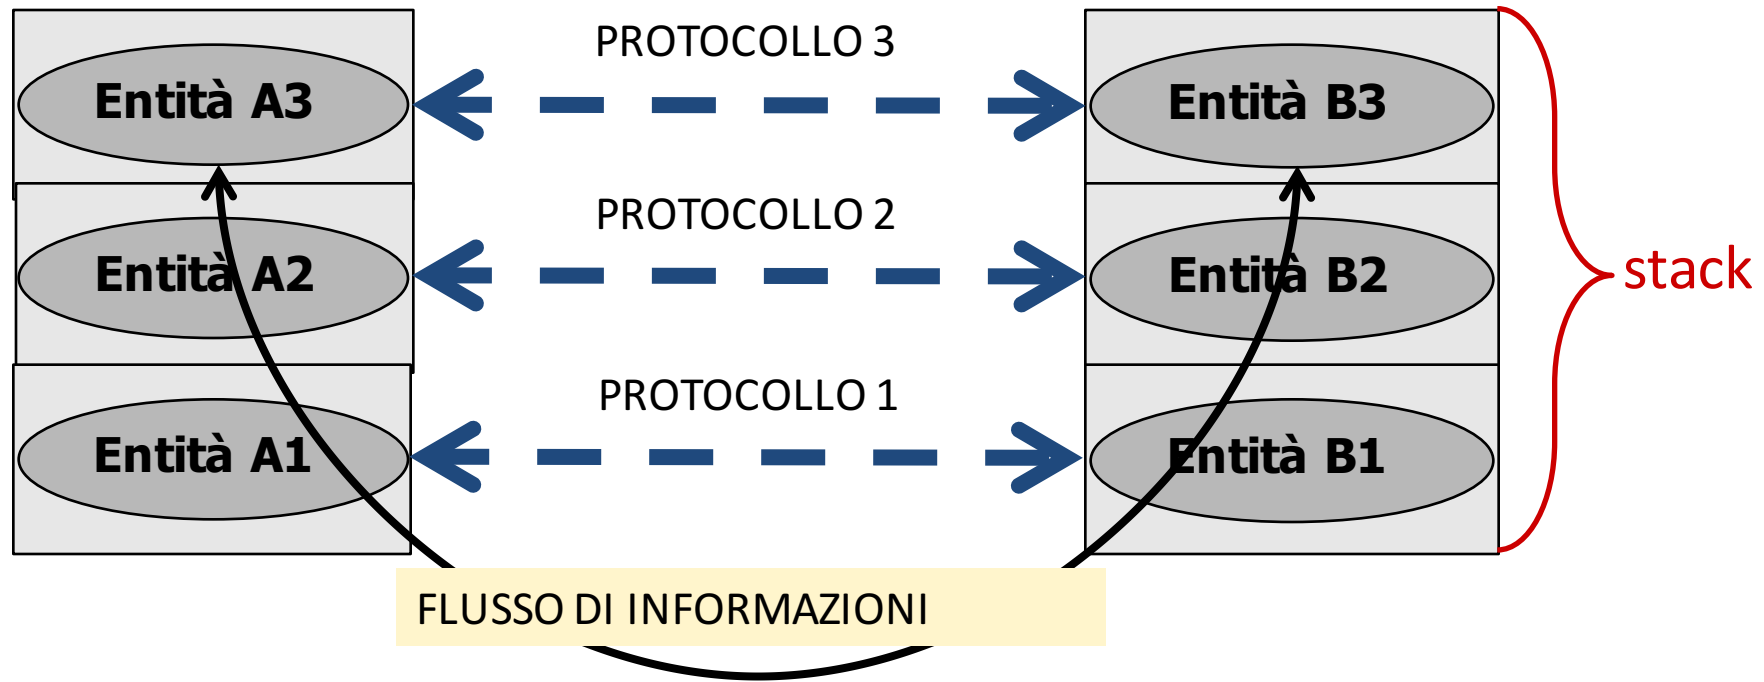 PROTOCOLLO 3
Entità A3
Entità B3
PROTOCOLLO 2
Entità A2
Entità B2
stack
PROTOCOLLO 1
Entità A1
Entità B1
FLUSSO DI INFORMAZIONI